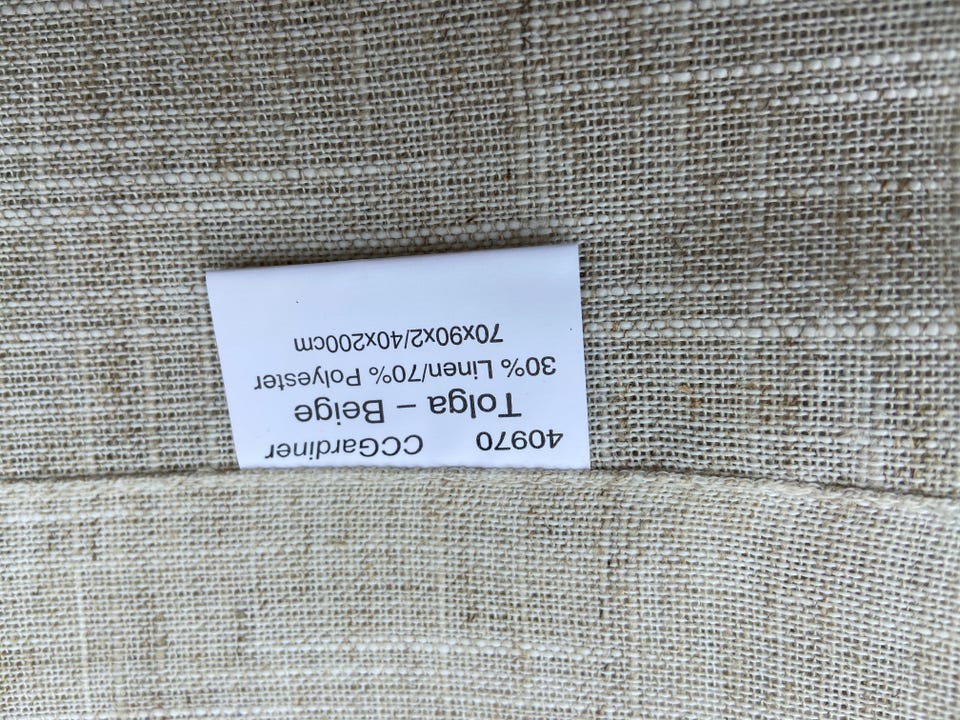 40970 CCGardiner
Tolga – Beige
30% Linen/70% Polyester
70x90x2/40x200cm